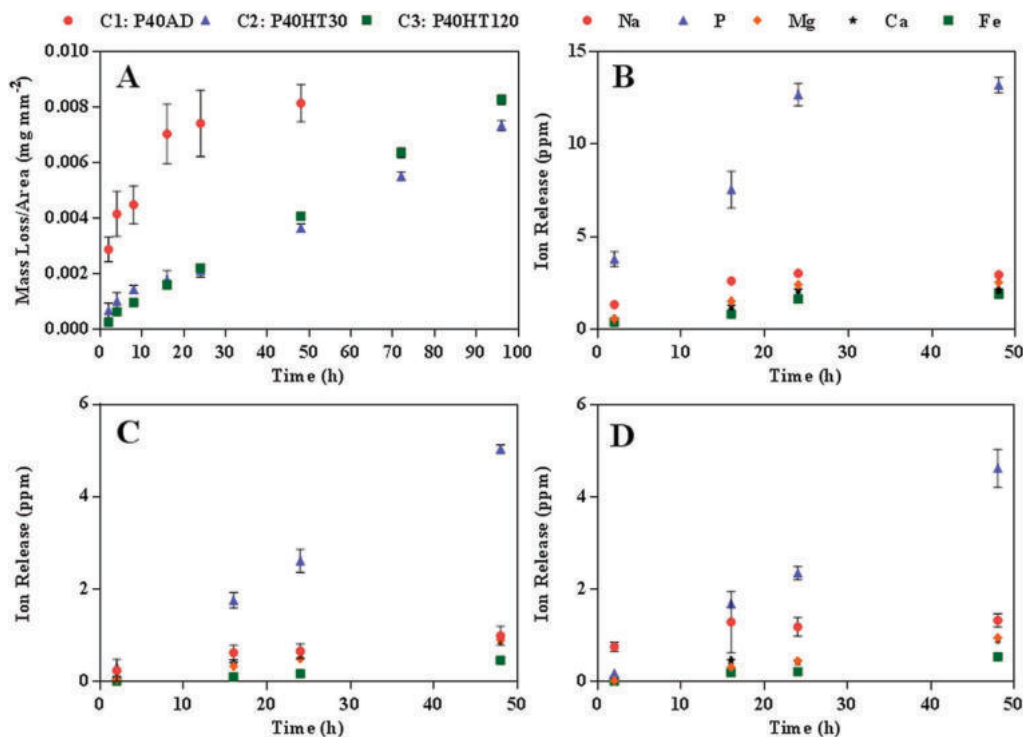 C1: P40AD C2: P40HT30 C3: P40HT120 Na P Mg Ca Fe
A
Mass Loss/Area (mg mm⁻²)
0.010
0.008
0.006
0.004
0.002
0.000
0 10 20 30 40 50 60 70 80 90 100
Time (h)
B
Ion Release (ppm)
15
10
5
0
0 10 20 30 40 50
Time (h)
C
Ion Release (ppm)
6
4
2
0
0 10 20 30 40 50
Time (h)
D
Ion Release (ppm)
6
4
2
0
0 10 20 30 40 50
Time (h)